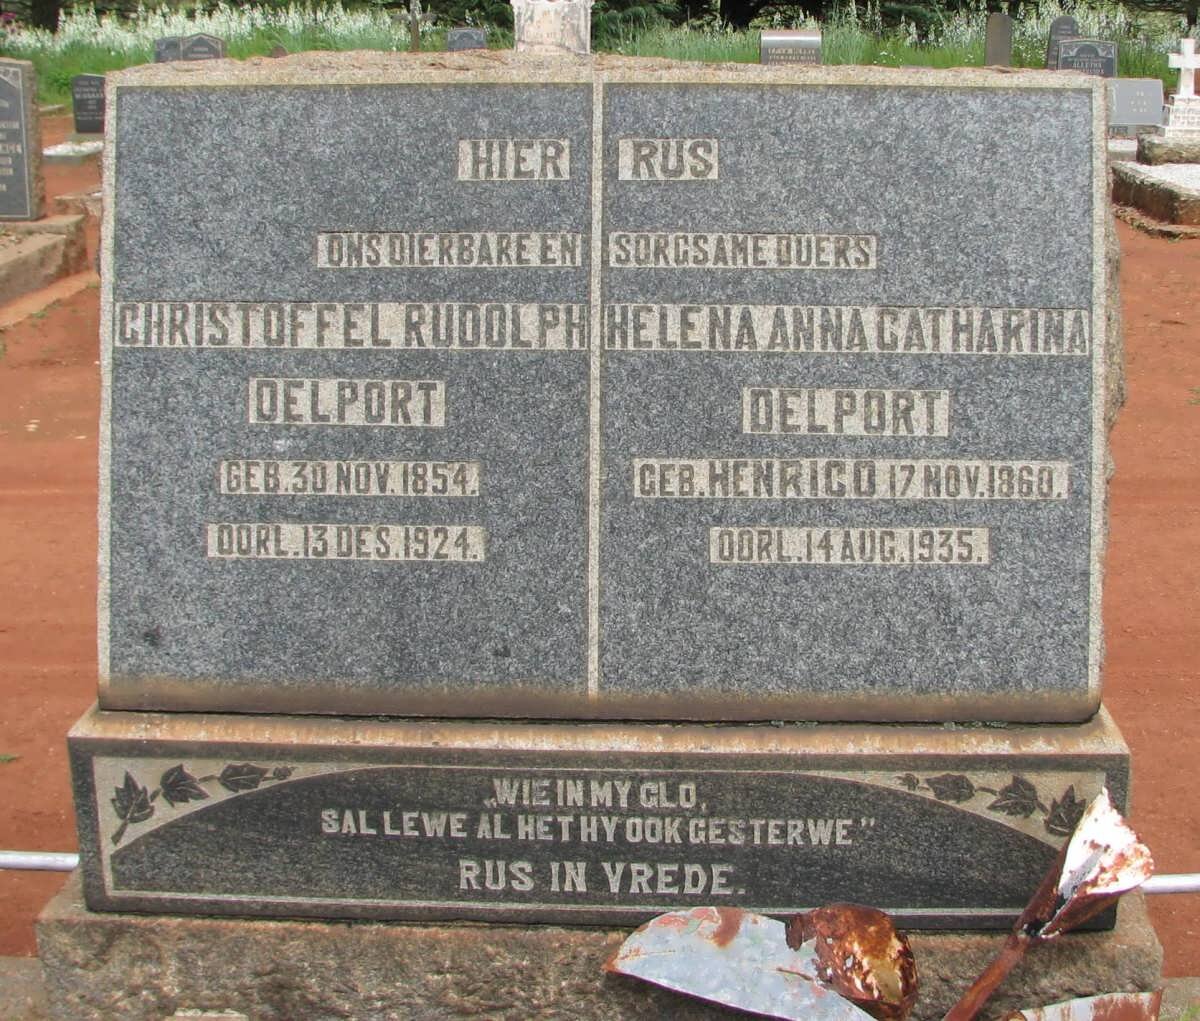 HIER RUS
ONS DIERBARE EN SORGSAME OUERS
CHRISTOFFEL RUDOLPH
DELPORT
GEB. 30 NOV. 1854.
OORL. 13 DES. 1924.
HELENA ANNA CATHARINA
DELPORT
GEB. HENRICO 17 NOV. 1860.
OORL. 14 AUG. 1935.
„WIE IN MY GLO,
SAL LEWE AL HET HY OOK GESTERWE"
RUS IN VREDE.
ALLETHA